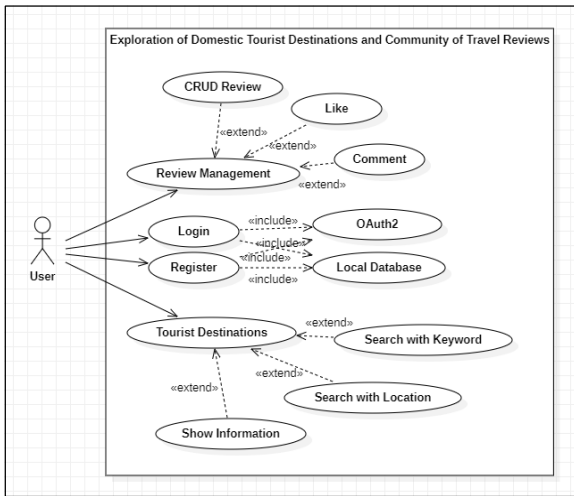 Exploration of Domestic Tourist Destinations and Community of Travel Reviews
CRUD Review
Like
«extend»
«extend»
Comment
Review Management
«extend»
Login
«include»
OAuth2
«include»
User
Register
«include»
Local Database
«include»
Tourist Destinations
«extend»
Search with Keyword
«extend»
«extend»
Search with Location
Show Information